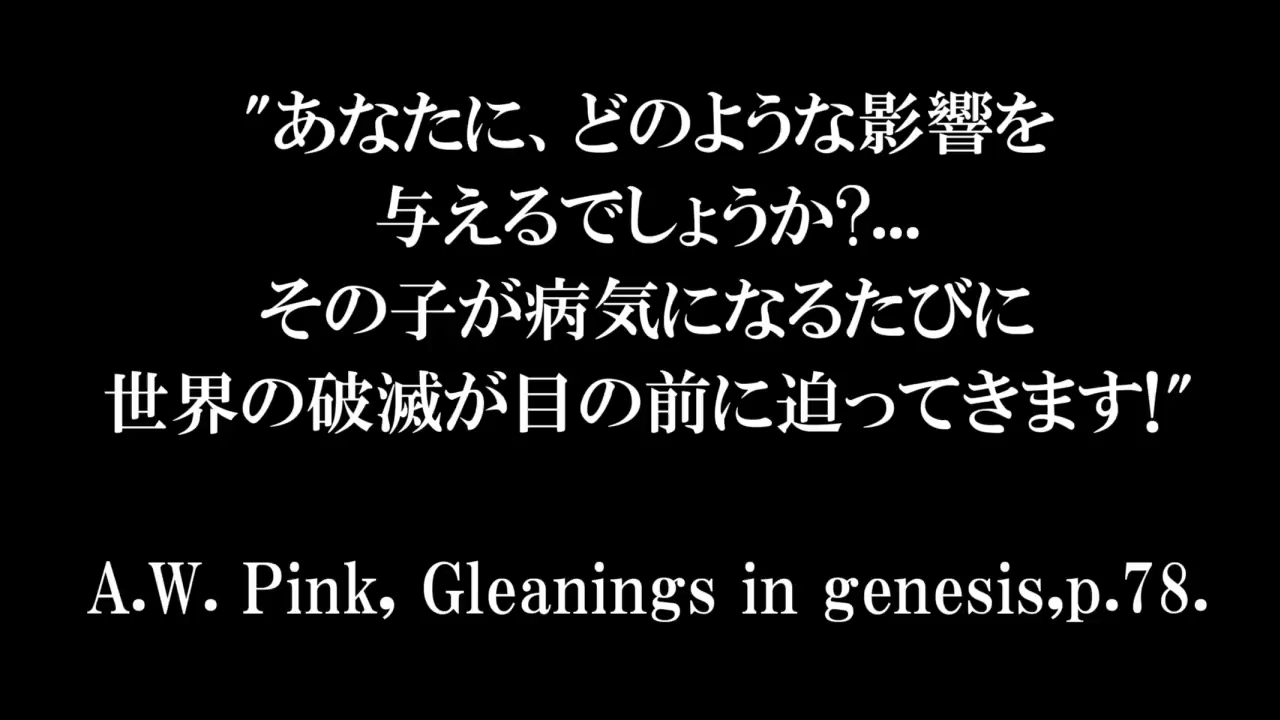 "あなたに、どのような影響を
与えるでしょうか?...
その子が病気になるたびに
世界の破滅が目の前に迫ってきます!"
A.W. Pink, Gleanings in genesis,p.78.